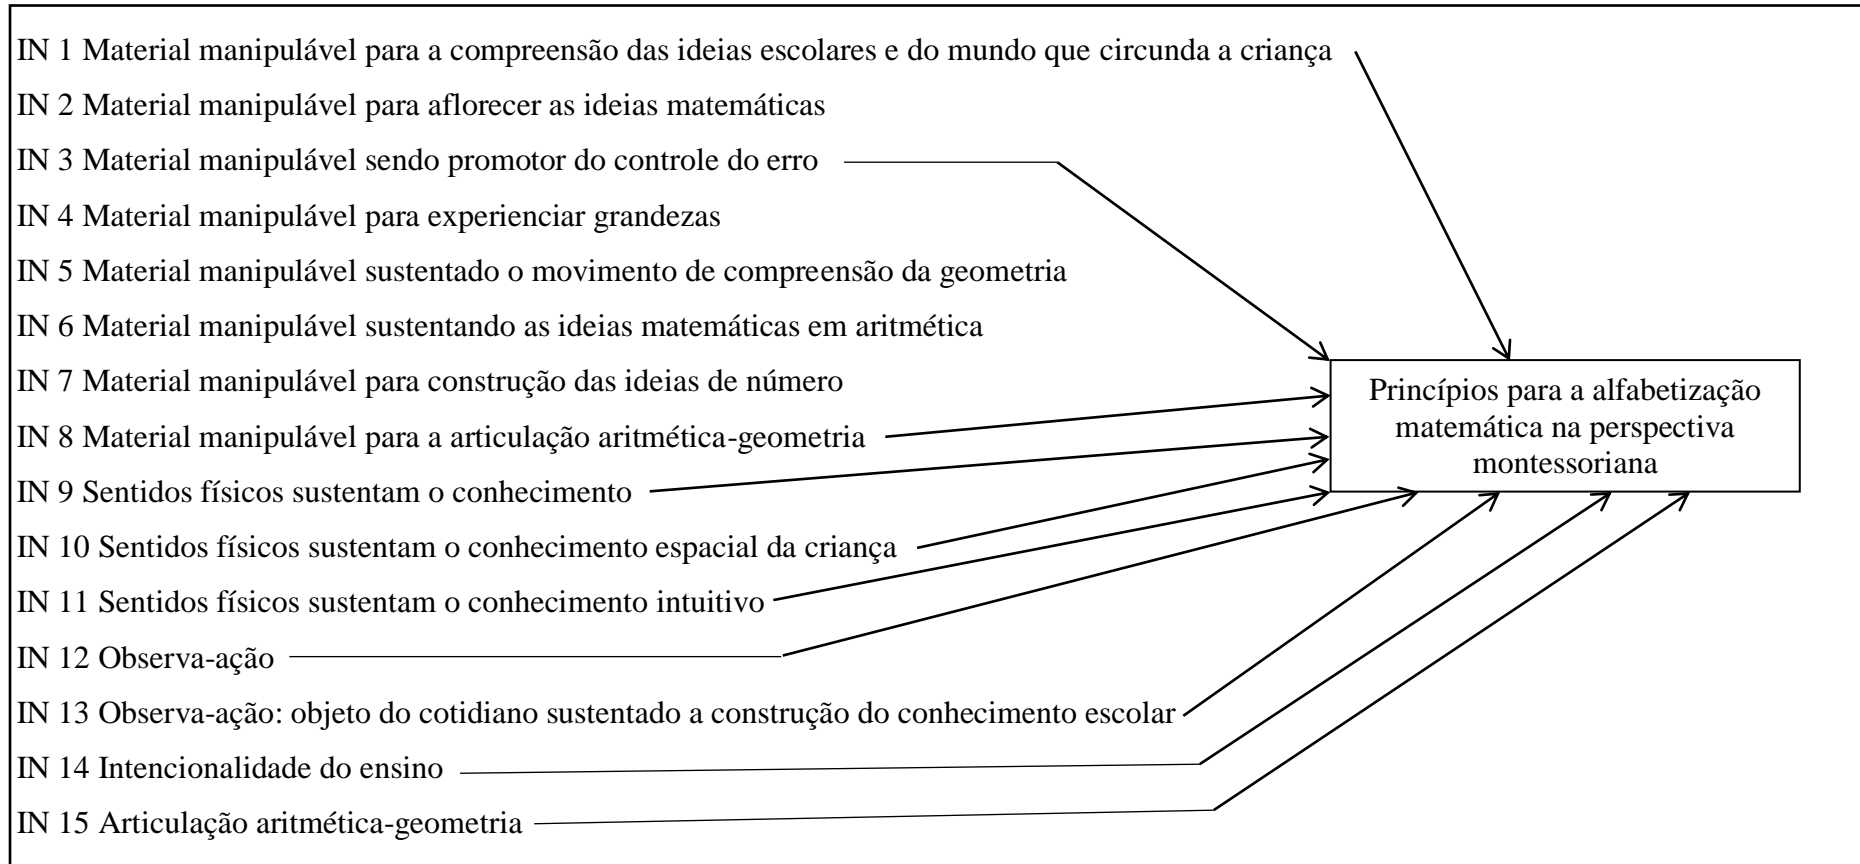 IN 1 Material manipulável para a compreensão das ideias escolares e do mundo que circunda a criança
IN 2 Material manipulável para aflorecer as ideias matemáticas
IN 3 Material manipulável sendo promotor do controle do erro
IN 4 Material manipulável para experienciar grandezas
IN 5 Material manipulável sustentado o movimento de compreensão da geometria
IN 6 Material manipulável sustentando as ideias matemáticas em aritmética
IN 7 Material manipulável para construção das ideias de número
IN 8 Material manipulável para a articulação aritmética-geometria
IN 9 Sentidos físicos sustentam o conhecimento
IN 10 Sentidos físicos sustentam o conhecimento espacial da criança
IN 11 Sentidos físicos sustentam o conhecimento intuitivo
IN 12 Observa-ação
IN 13 Observa-ação: objeto do cotidiano sustentado a construção do conhecimento escolar
IN 14 Intencionalidade do ensino
IN 15 Articulação aritmética-geometria
Princípios para a alfabetização
matemática na perspectiva
montessoriana